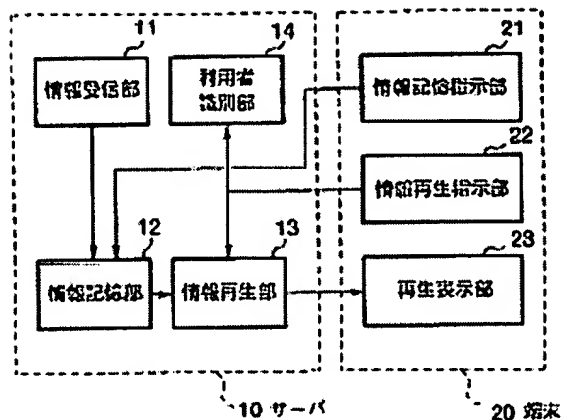 11
情報受信部
14
利用者
識別部
21
情報記憶指示部
22
情報再生指示部
12
情報記憶部
13
情報再生部
23
再生表示部
10 サーバ
20 端末